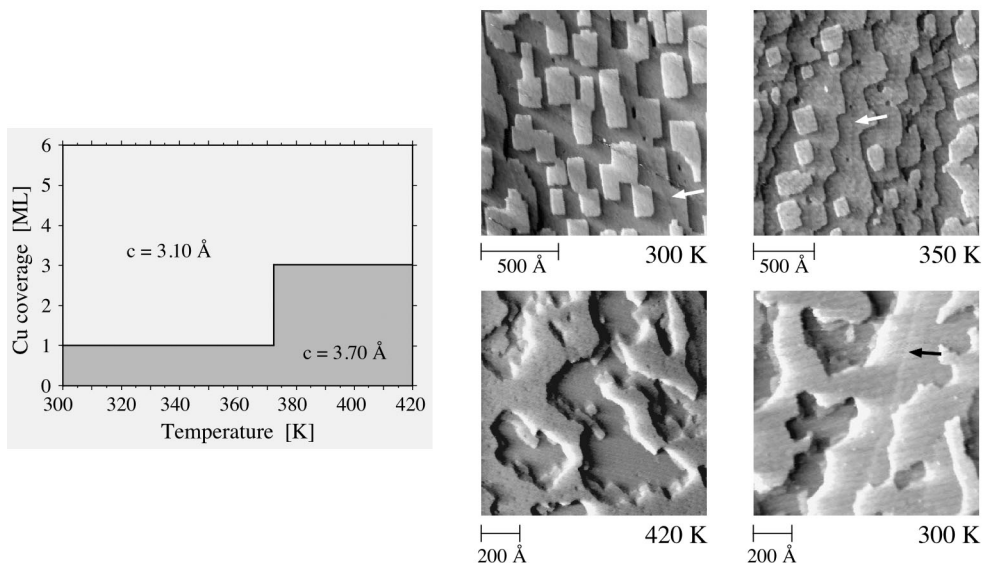 6
5
4
3
2
1
0
Cu coverage [ML]
c = 3.10 Å
c = 3.70 Å
300 320 340 360 380 400 420
Temperature [K]
500 Å
300 K
500 Å
350 K
200 Å
420 K
200 Å
300 K